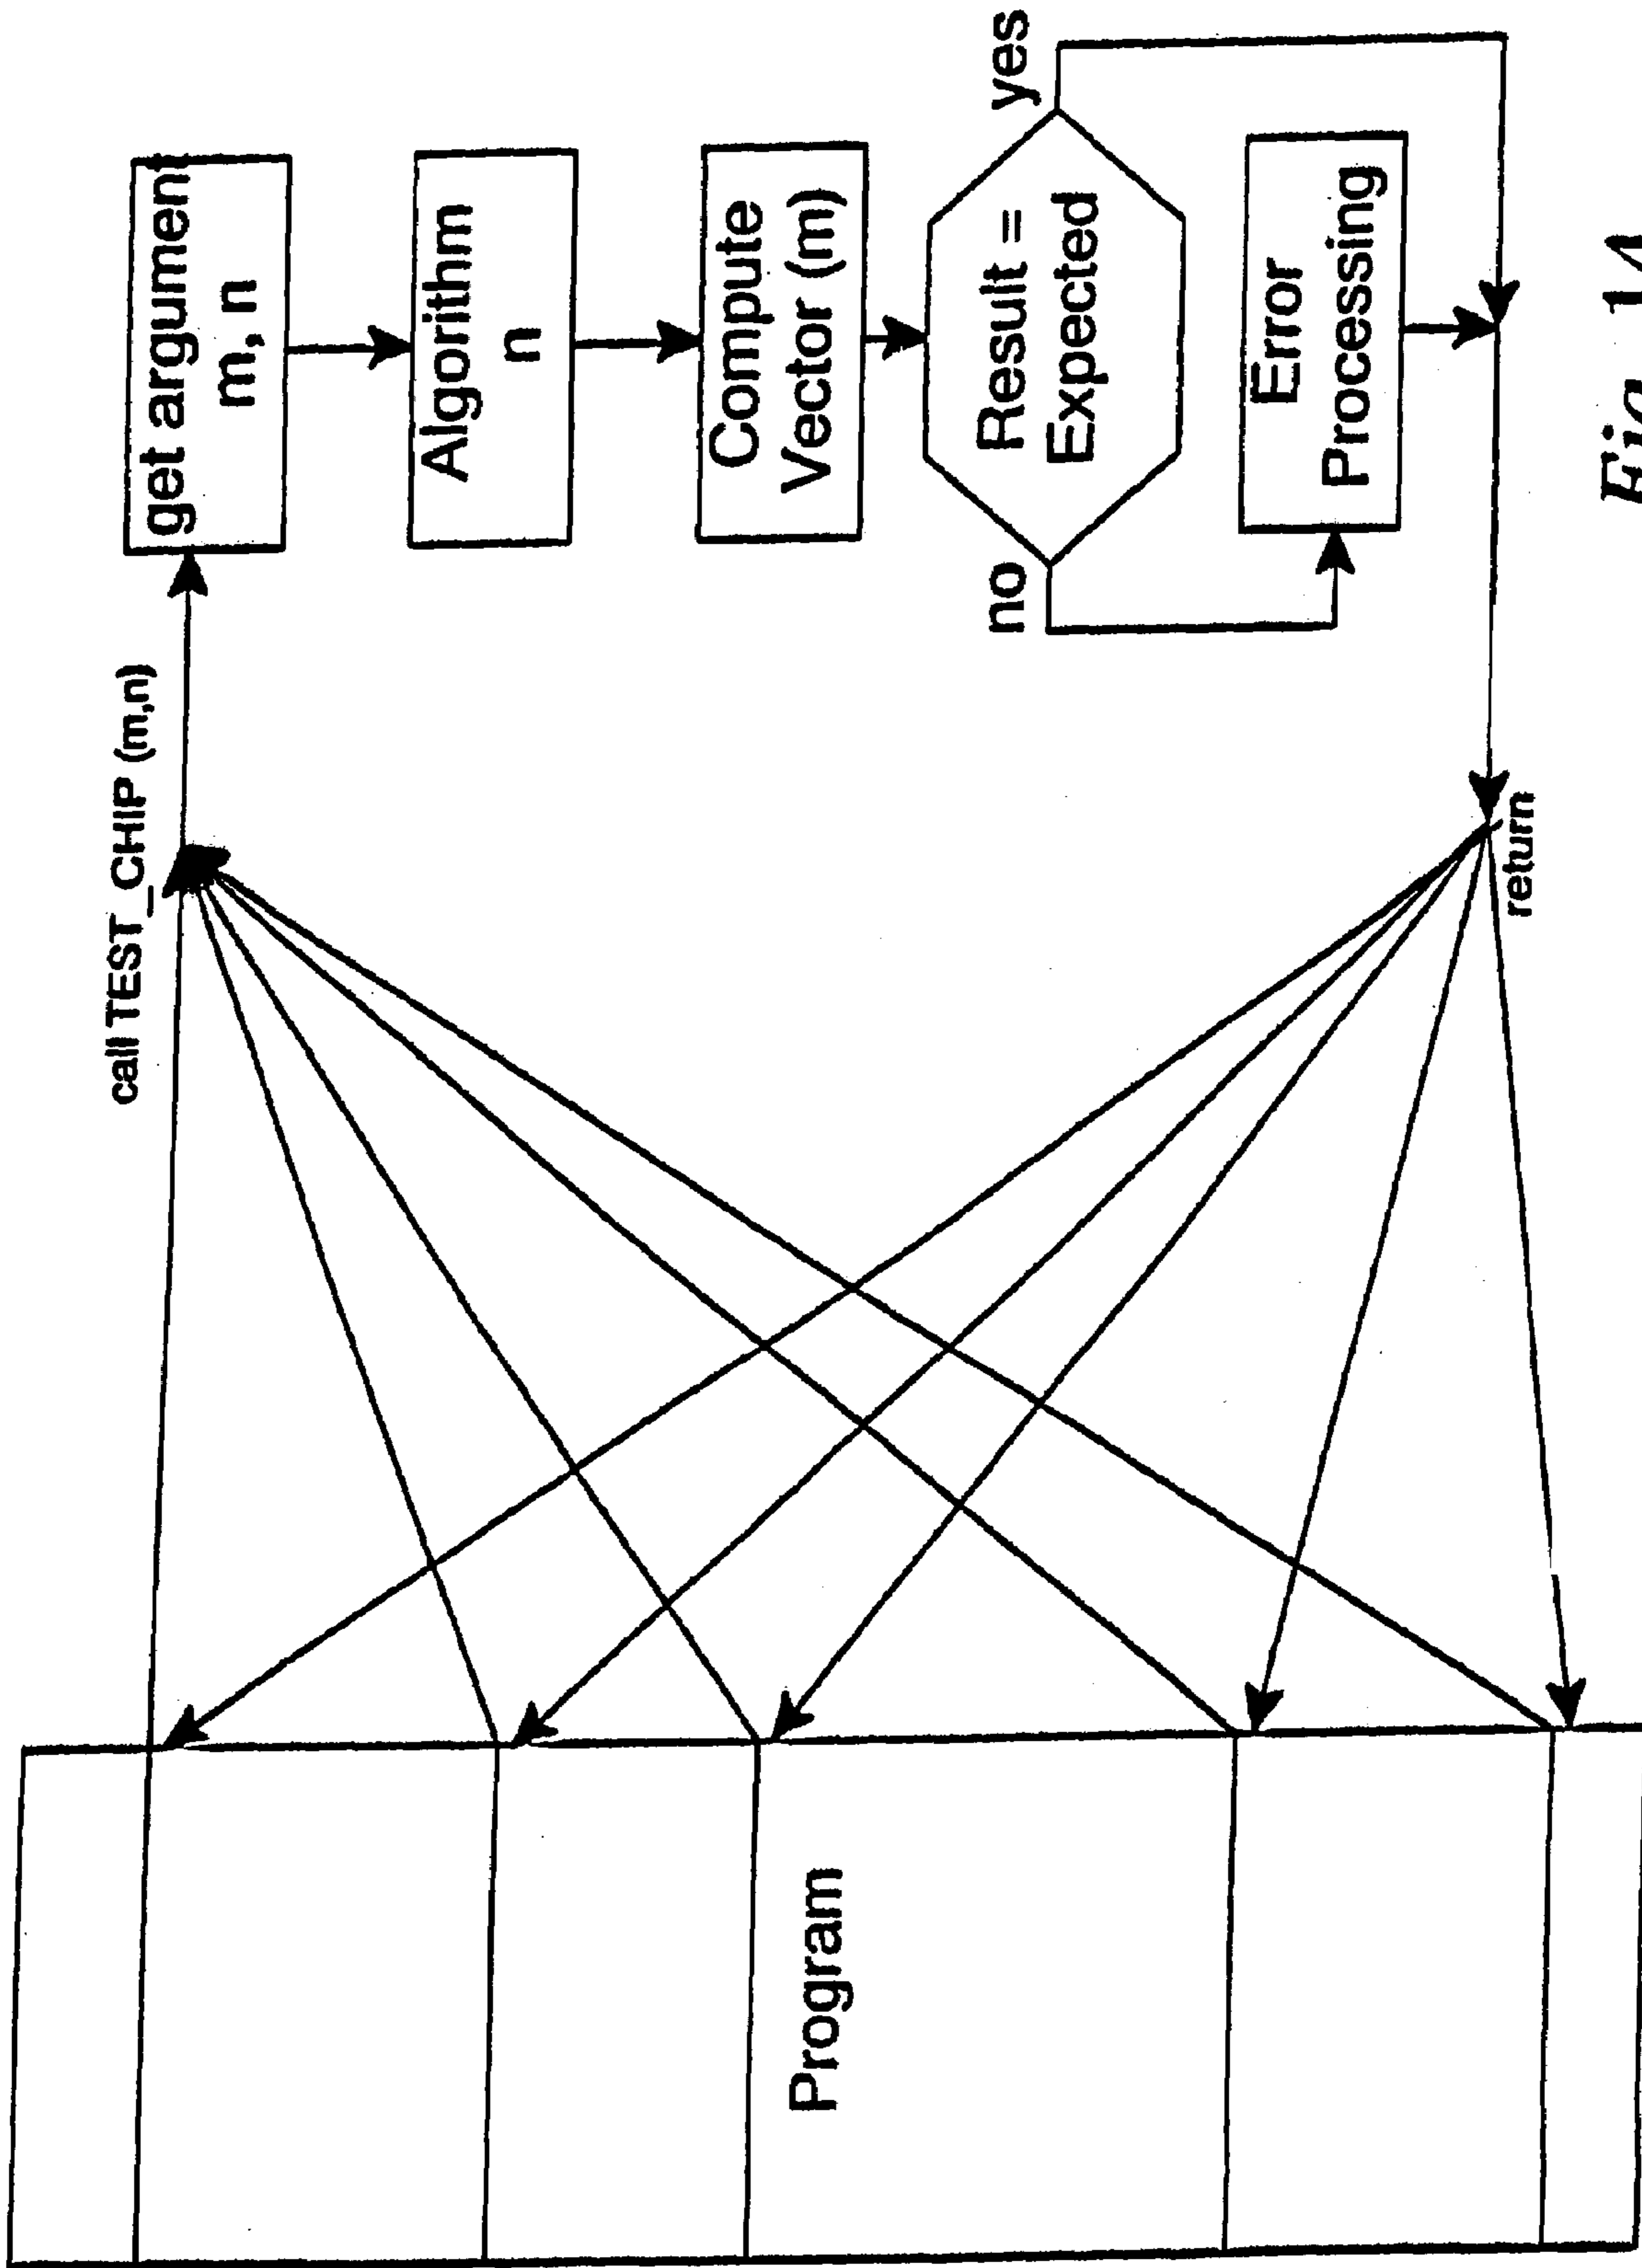 call TEST_CHIP (m,n)
get argument
m, n
Algorithm
n
Compute
Vector (m)
Result =
Expected
no
yes
Error
Processing
return
Program